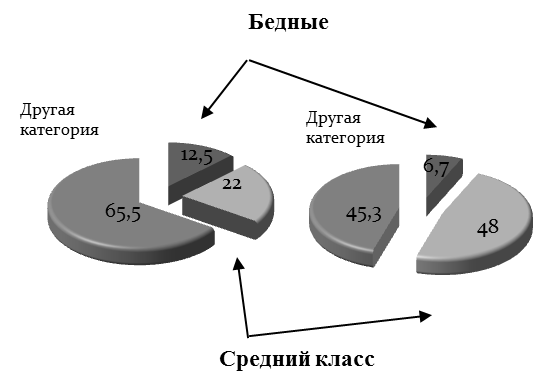 Бедные
Другая
категория
12,5
22
65,5
Другая
категория
6,7
45,3
48
Средний класс